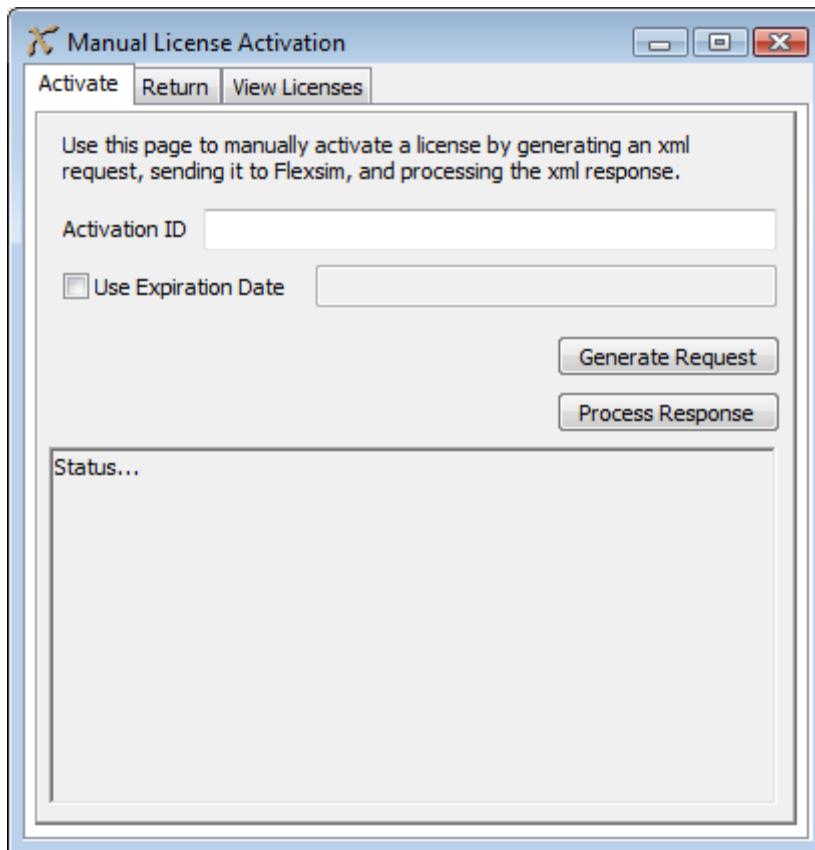 Manual License Activation
Activate Return View Licenses
Use this page to manually activate a license by generating an xml
request, sending it to Flexsim, and processing the xml response.
Activation ID
Use Expiration Date
Generate Request
Process Response
Status...